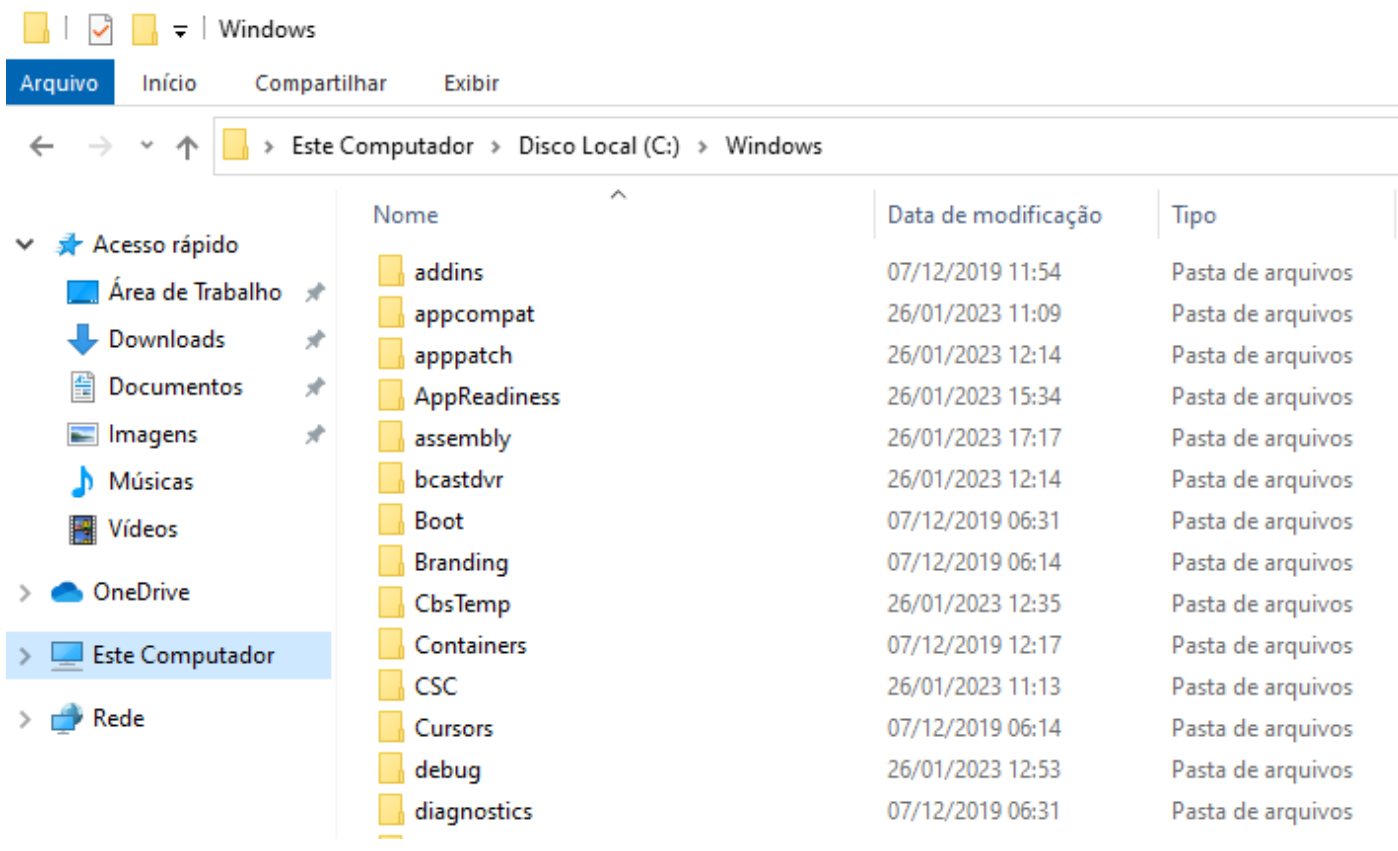 Windows
Arquivo Início Compartilhar Exibir
Este Computador Disco Local (C:) Windows
Nome Data de modificação Tipo
Acesso rápido
Área de Trabalho
Downloads
Documentos
Imagens
Músicas
Vídeos
OneDrive
Este Computador
Rede
addins 07/12/2019 11:54 Pasta de arquivos
appcompat 26/01/2023 11:09 Pasta de arquivos
apppatch 26/01/2023 12:14 Pasta de arquivos
AppReadiness 26/01/2023 15:34 Pasta de arquivos
assembly 26/01/2023 17:17 Pasta de arquivos
bcastdvr 26/01/2023 12:14 Pasta de arquivos
Boot 07/12/2019 06:31 Pasta de arquivos
Branding 07/12/2019 06:14 Pasta de arquivos
CbsTemp 26/01/2023 12:35 Pasta de arquivos
Containers 07/12/2019 12:17 Pasta de arquivos
CSC 26/01/2023 11:13 Pasta de arquivos
Cursors 07/12/2019 06:14 Pasta de arquivos
debug 26/01/2023 12:53 Pasta de arquivos
diagnostics 07/12/2019 06:31 Pasta de arquivos